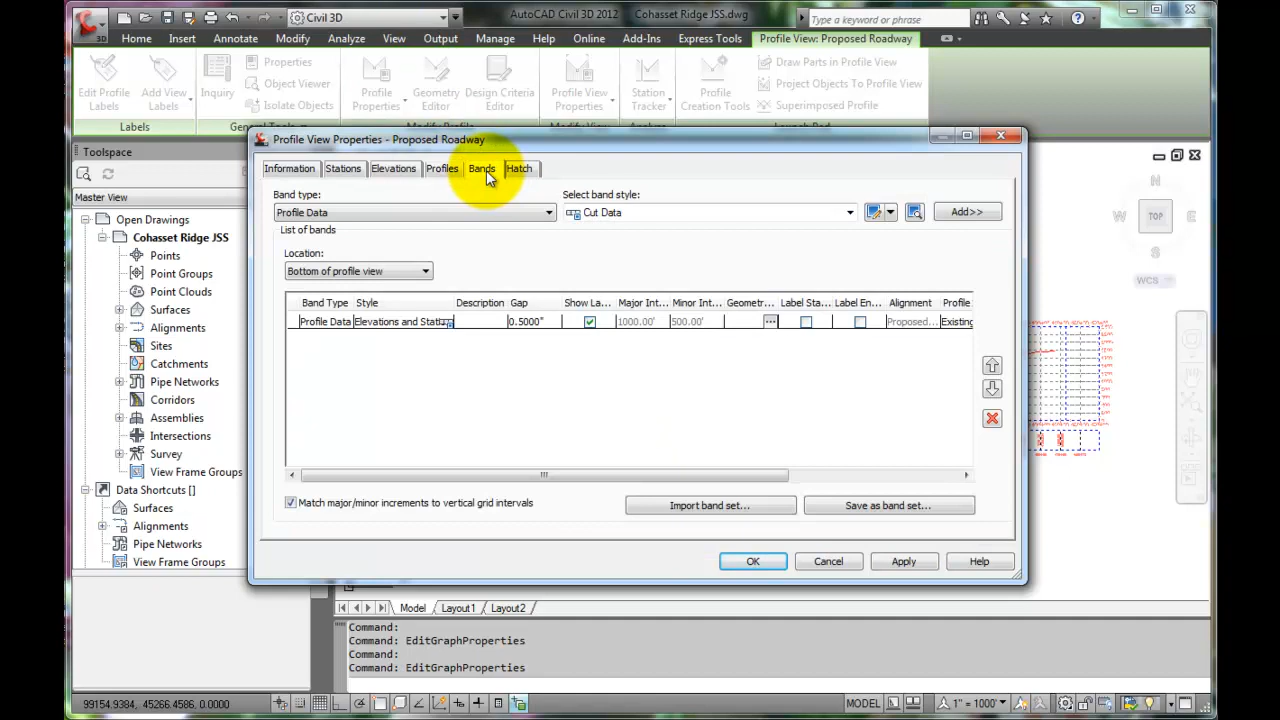 Civil 3D
AutoCAD Civil 3D 2012 Cohasset Ridge JSS.dwg
Type a keyword or phrase
Home Insert Annotate Modify Analyze View Output Manage Help Online Add-Ins Express Tools Profile View: Proposed Roadway
Edit Profile Labels
Add View Labels
Inquiry
Properties
Object Viewer
Isolate Objects
Profile Properties
Geometry Editor
Design Criteria Editor
Profile View Properties
Station Tracker
Profile Creation Tools
Draw Parts in Profile View
Project Objects To Profile View
Superimposed Profile
Labels
Toolspace
Master View
Open Drawings
Cohasset Ridge JSS
Points
Point Groups
Point Clouds
Surfaces
Alignments
Sites
Catchments
Pipe Networks
Corridors
Assemblies
Intersections
Survey
View Frame Groups
Data Shortcuts []
Surfaces
Alignments
Pipe Networks
View Frame Groups
Profile View Properties - Proposed Roadway
Information Stations Elevations Profiles Bands Hatch
Band type:
Profile Data
Select band style:
Cut Data
Add>>
List of bands
Location:
Bottom of profile view
Band Type Style Description Gap Show La... Major Int... Minor Int... Geometr... Label Sta... Label En... Alignment Profile
Profile Data Elevations and Stati 0.5000" 1000.00' 500.00' ... Proposed... Existing
Match major/minor increments to vertical grid intervals
Import band set...
Save as band set...
OK Cancel Apply Help
N
W TOP E
S
WCS
Model Layout1 Layout2
Command:
Command: EditGraphProperties
Command:
Command: EditGraphProperties
99154.9384, 45266.4586, 0.0000
MODEL
1" = 1000'